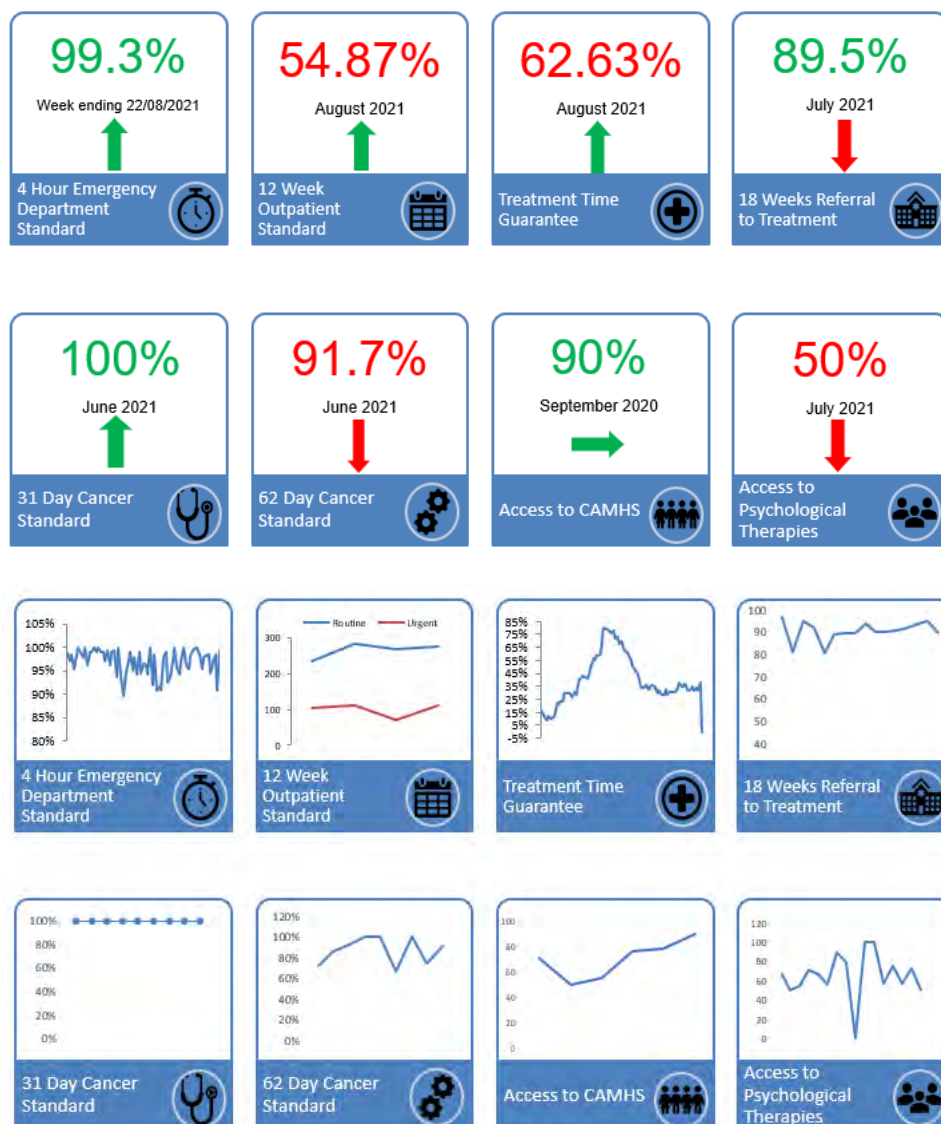 99.3%
Week ending 22/08/2021
4 Hour Emergency
Department
Standard
54.87%
August 2021
12 Week
Outpatient
Standard
62.63%
August 2021
Treatment Time
Guarantee
89.5%
July 2021
18 Weeks Referral
to Treatment
100%
June 2021
31 Day Cancer
Standard
91.7%
June 2021
62 Day Cancer
Standard
90%
September 2020
Access to CAMHS
50%
July 2021
Access to
Psychological
Therapies
105%
100%
95%
90%
85%
80%
4 Hour Emergency
Department
Standard
Routine Urgent
300
200
100
0
12 Week
Outpatient
Standard
85%
75%
65%
55%
45%
35%
25%
15%
5%
-5%
Treatment Time
Guarantee
100
90
80
70
60
50
40
18 Weeks Referral
to Treatment
100%
80%
60%
40%
20%
0%
31 Day Cancer
Standard
120%
100%
80%
60%
40%
20%
0%
62 Day Cancer
Standard
100
80
60
40
20
0
Access to CAMHS
120
100
80
60
40
20
0
Access to
Psychological
Therapies